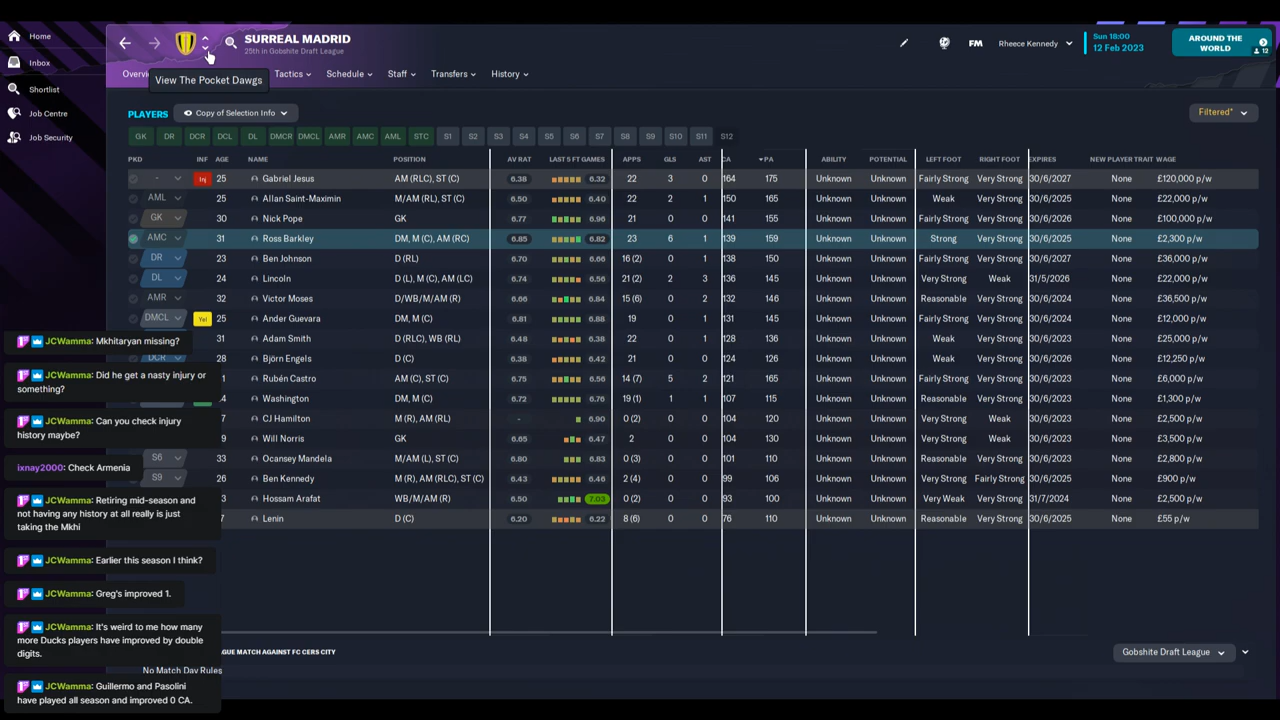 Home
Inbox
Shortlist
Job Centre
Job Security
SURREAL MADRID
25th in Gobshite Draft League
View The Pocket Dawgs
FM
Rheece Kennedy
Sun 18:00
12 Feb 2023
AROUND THE
WORLD
12
Tactics Schedule Staff Transfers History
PLAYERS Copy of Selection Info Filtered*
GK DR DCR DCL DL DMCR DMCL AMR AMC AML STC S1 S2 S3 S4 S5 S6 S7 S8 S9 S10 S11 S12
PKD INF AGE NAME POSITION AV RAT LAST 5 FT GAMES APPS GLS AST CA PA ABILITY POTENTIAL LEFT FOOT RIGHT FOOT EXPIRES NEW PLAYER TRAIT WAGE
- Inj 25 Gabriel Jesus AM (RLC), ST (C) 6.38 6.32 22 3 0 164 175 Unknown Unknown Fairly Strong Very Strong 30/6/2027 None £120,000 p/w
AML 25 Allan Saint-Maximin M/AM (RL), ST (C) 6.50 6.40 22 2 1 150 165 Unknown Unknown Weak Very Strong 30/6/2025 None £22,000 p/w
GK 30 Nick Pope GK 6.77 6.96 21 0 0 141 155 Unknown Unknown Fairly Strong Very Strong 30/6/2026 None £100,000 p/w
AMC 31 Ross Barkley DM, M (C), AM (RC) 6.85 6.82 23 6 1 139 159 Unknown Unknown Strong Very Strong 30/6/2025 None £2,300 p/w
DR 23 Ben Johnson D (RL) 6.70 6.66 16 (2) 0 0 138 150 Unknown Unknown Fairly Strong Very Strong 30/6/2027 None £36,000 p/w
DL 24 Lincoln D (L), M (C), AM (LC) 6.74 6.56 21 (2) 2 3 136 145 Unknown Unknown Very Strong Weak 31/5/2026 None £22,000 p/w
AMR 32 Victor Moses D/WB/M/AM (R) 6.66 6.84 15 (6) 0 2 132 146 Unknown Unknown Reasonable Very Strong 30/6/2024 None £36,500 p/w
DMCL Yel 25 Ander Guevara DM, M (C) 6.81 6.88 19 0 1 131 145 Unknown Unknown Fairly Strong Very Strong 30/6/2024 None £12,000 p/w
31 Adam Smith D (RLC), WB (RL) 6.48 6.38 22 0 1 128 136 Unknown Unknown Weak Very Strong 30/6/2023 None £25,000 p/w
DCR 28 Björn Engels D (C) 6.38 6.42 21 0 0 124 126 Unknown Unknown Weak Very Strong 30/6/2026 None £12,250 p/w
1 Rubén Castro AM (C), ST (C) 6.75 6.56 14 (7) 5 2 121 165 Unknown Unknown Fairly Strong Very Strong 30/6/2023 None £6,000 p/w
4 Washington DM, M (C) 6.72 6.76 19 (1) 1 1 107 115 Unknown Unknown Reasonable Very Strong 30/6/2023 None £1,300 p/w
7 CJ Hamilton M (R), AM (RL) - 6.90 0 (2) 0 0 104 120 Unknown Unknown Very Strong Weak 30/6/2023 None £2,500 p/w
9 Will Norris GK 6.65 6.47 2 0 0 104 130 Unknown Unknown Weak Very Strong 30/6/2023 None £3,500 p/w
S6 33 Ocansey Mandela M/AM (L), ST (C) 6.80 6.83 0 (3) 0 0 101 110 Unknown Unknown Reasonable Very Strong 30/6/2023 None £2,800 p/w
S9 26 Ben Kennedy M (R), AM (RLC), ST (C) 6.43 6.46 2 (4) 0 0 99 106 Unknown Unknown Very Strong Fairly Strong 30/6/2023 None £900 p/w
3 Hossam Arafat WB/M/AM (R) 6.50 7.03 0 (2) 0 0 93 100 Unknown Unknown Very Weak Very Strong 31/7/2024 None £2,500 p/w
7 Lenin D (C) 6.20 6.22 8 (6) 0 0 76 110 Unknown Unknown Reasonable Very Strong 30/6/2025 None £55 p/w
JCWamma: Mkhitaryan missing?
JCWamma: Did he get a nasty injury or
something?
JCWamma: Can you check injury
history maybe?
ixnay2000: Check Armenia
JCWamma: Retiring mid-season and
not having any history at all really is just
taking the Mkhi
JCWamma: Earlier this season I think?
JCWamma: Greg's improved 1.
JCWamma: It's weird to me how many
more Ducks players have improved by double
digits.
JCWamma: Guillermo and Pasolini
have played all season and improved 0 CA.
AGUE MATCH AGAINST FC CERS CITY
No Match Day Rules
Gobshite Draft League